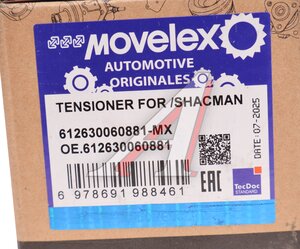 MOVELEX
AUTOMOTIVE
ORIGINALES
TENSIONER FOR /SHACMAN
612630060881-MX
OE.612630060881
DATE:07-2025
6 978691 988461
EAC
TecDoc
STANDARD